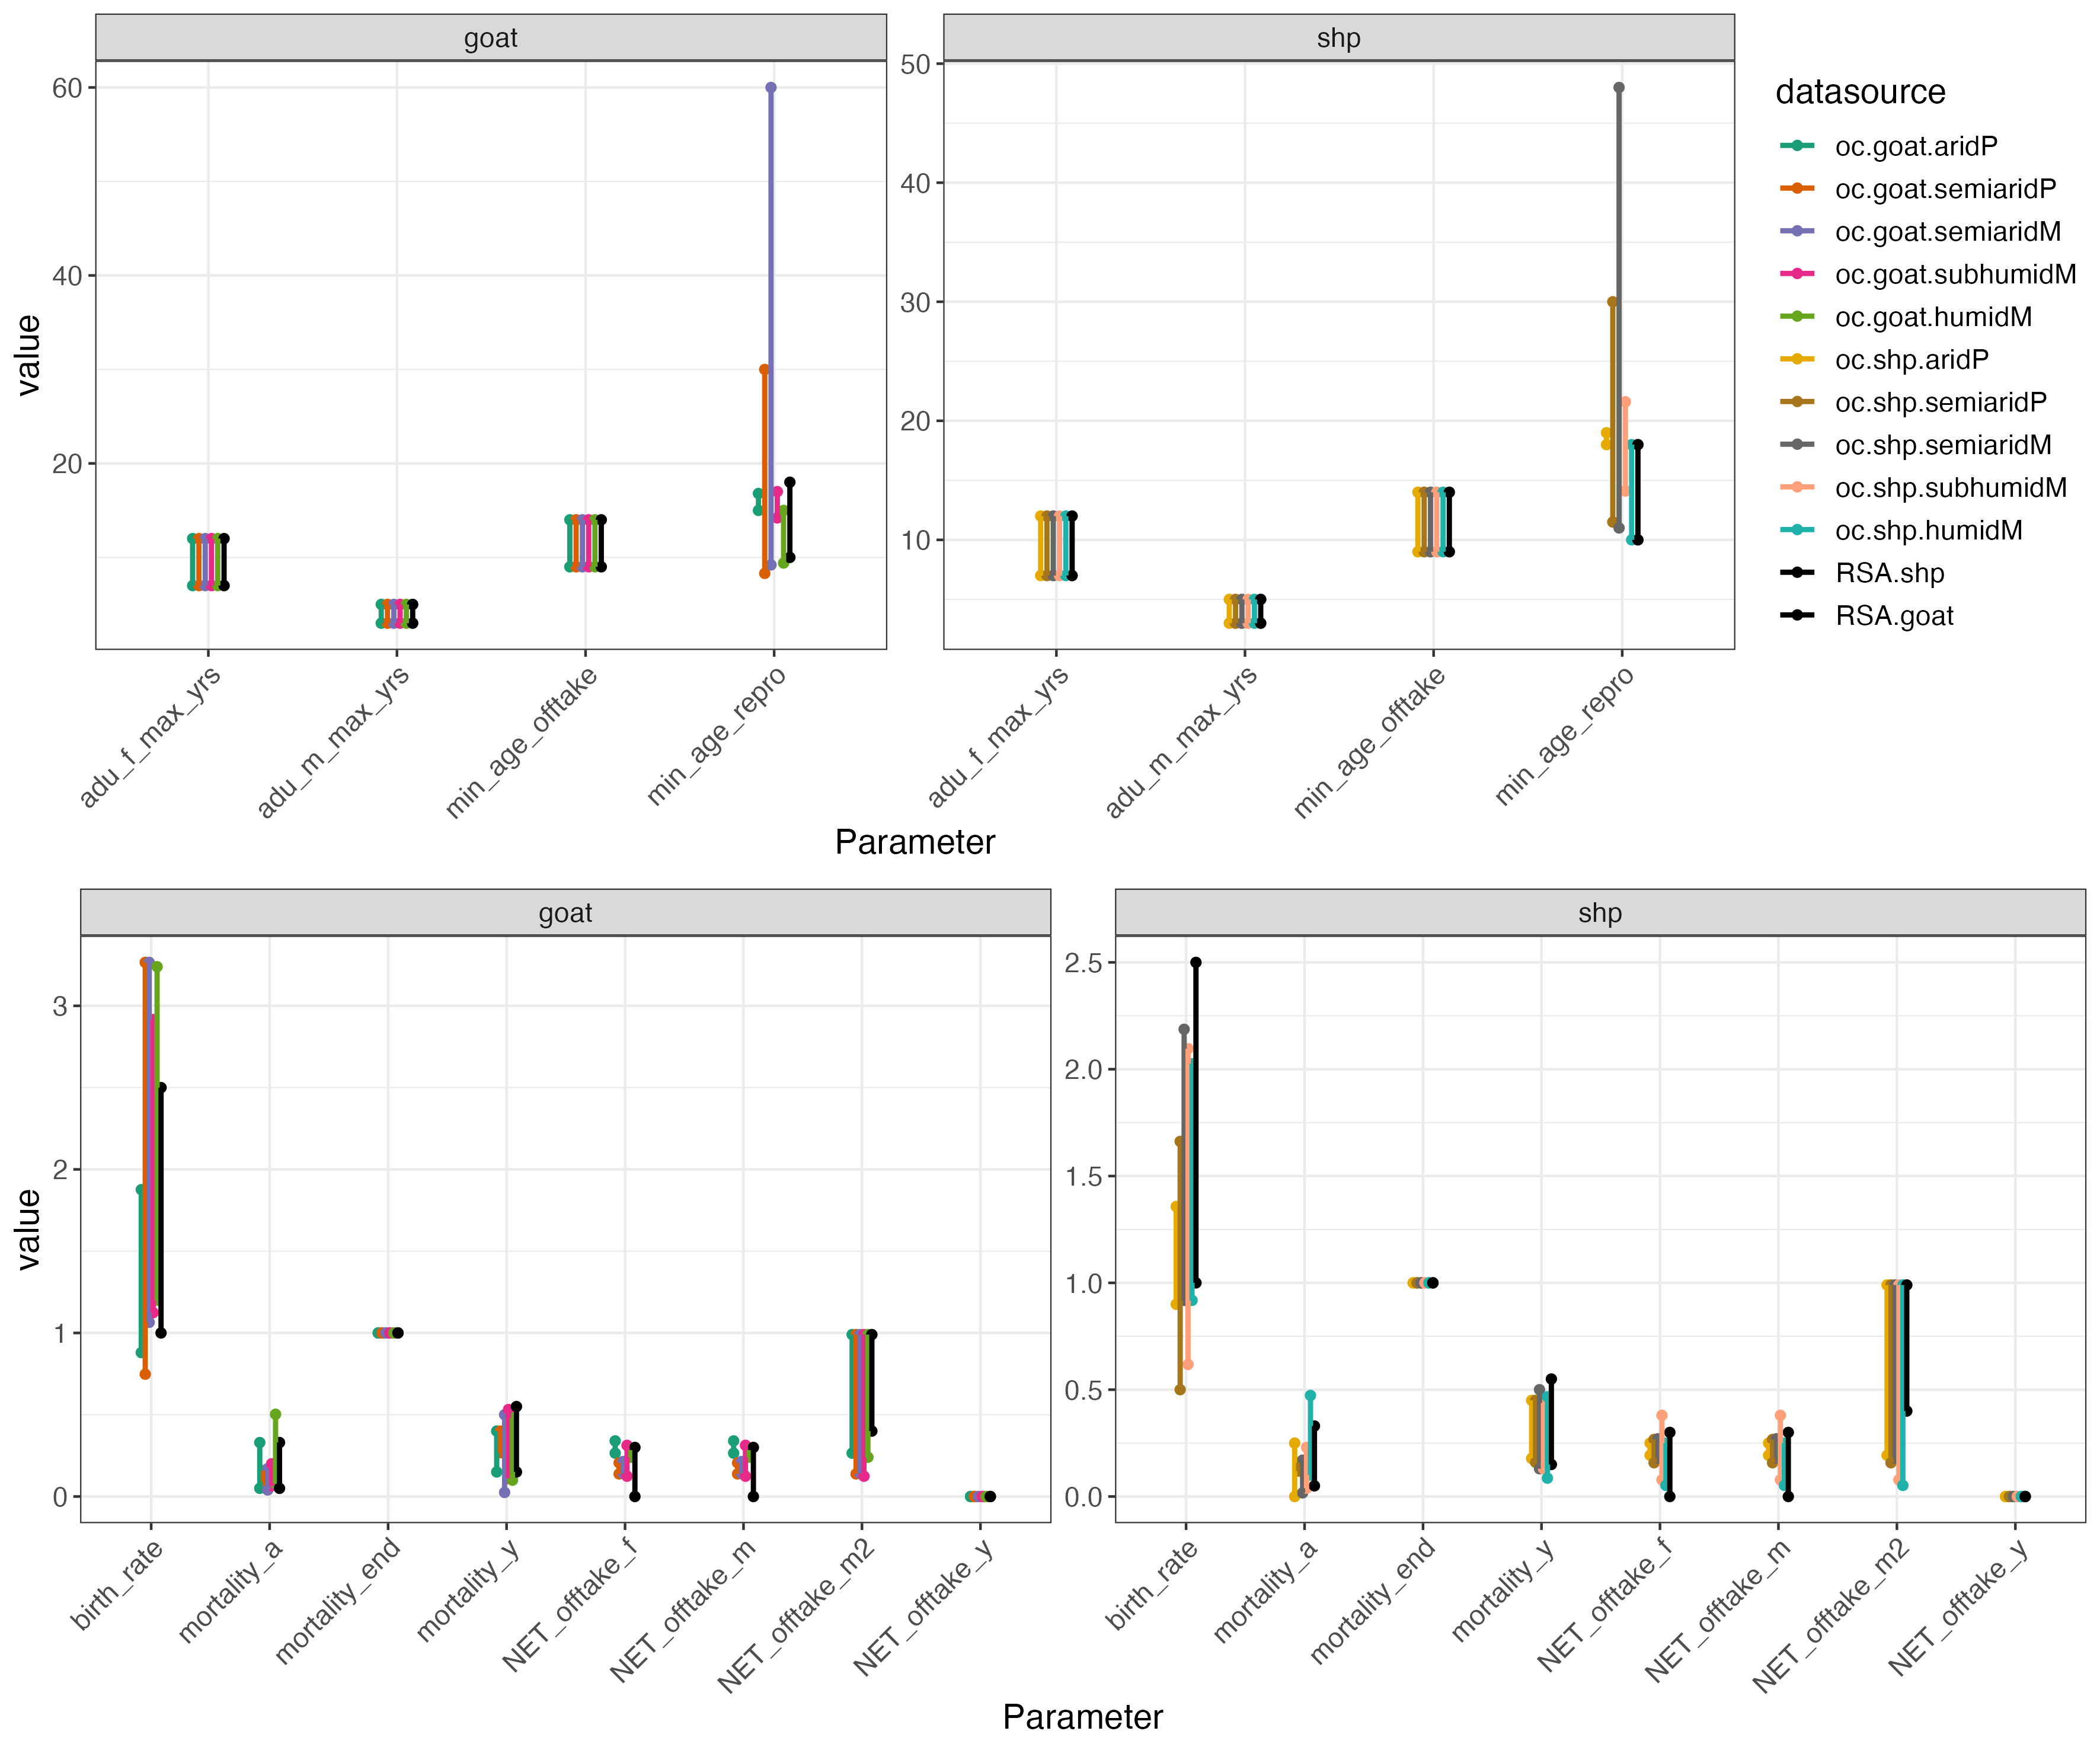 goat
shp
value
60
40
20
50
40
30
20
10
adu_f_max_yrs
adu_m_max_yrs
min_age_offtake
min_age_repro
adu_f_max_yrs
adu_m_max_yrs
min_age_offtake
min_age_repro
Parameter
datasource
oc.goat.aridP
oc.goat.semiaridP
oc.goat.semiaridM
oc.goat.subhumidM
oc.goat.humidM
oc.shp.aridP
oc.shp.semiaridP
oc.shp.semiaridM
oc.shp.subhumidM
oc.shp.humidM
RSA.shp
RSA.goat
goat
shp
value
3
2
1
0
2.5
2.0
1.5
1.0
0.5
0.0
birth_rate
mortality_a
mortality_end
mortality_y
NET_offtake_f
NET_offtake_m
NET_offtake_m2
NET_offtake_y
birth_rate
mortality_a
mortality_end
mortality_y
NET_offtake_f
NET_offtake_m
NET_offtake_m2
NET_offtake_y
Parameter